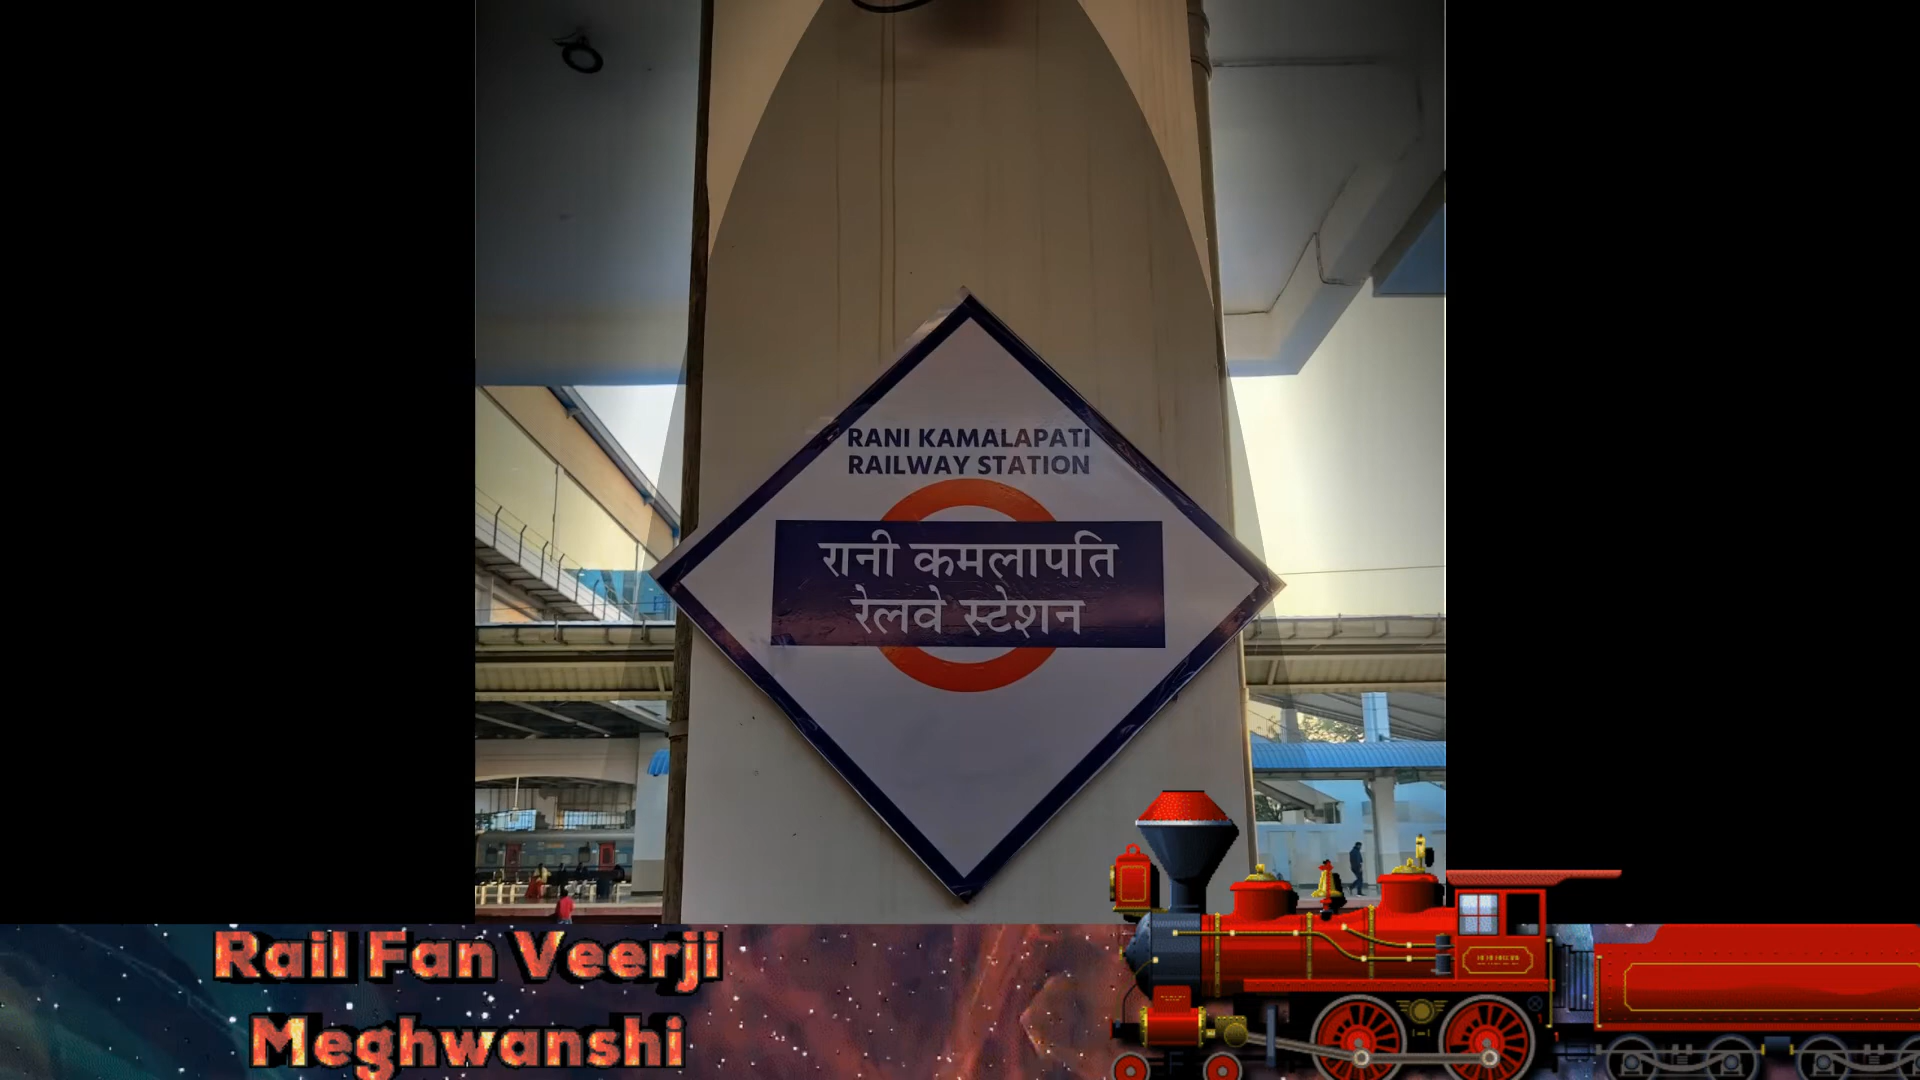 RANI KAMALAPATI
RAILWAY STATION
रानी कमलापति
रेलवे स्टेशन
Rail Fan Veerji
Meghwanshi